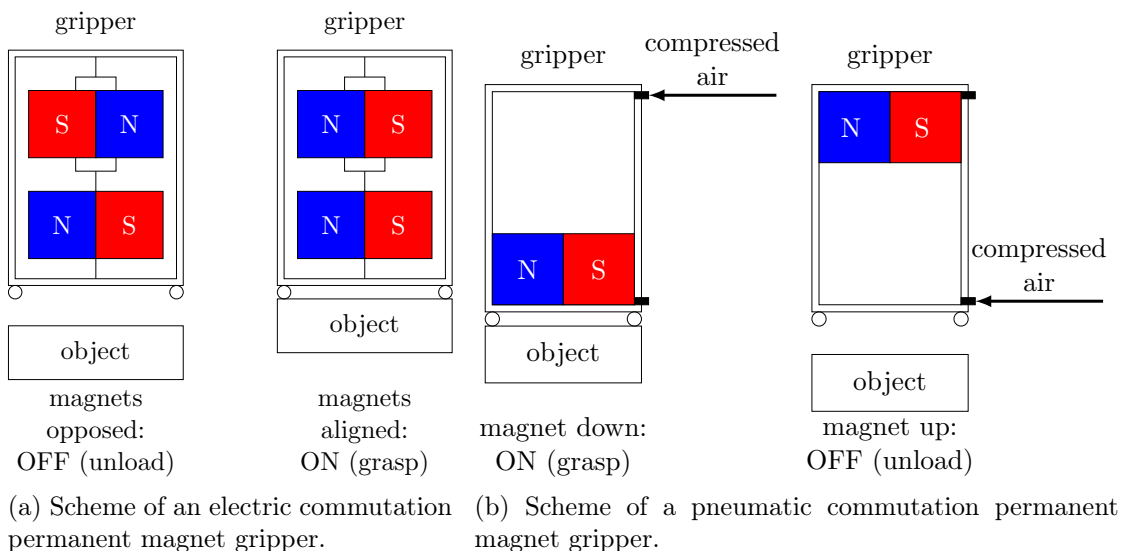 gripper
S N
N S
object
magnets
opposed:
OFF (unload)
gripper
N S
N S
object
magnets
aligned:
ON (grasp)
(a) Scheme of an electric commutation
permanent magnet gripper.
gripper
compressed
air
N S
object
magnet down:
ON (grasp)
gripper
N S
compressed
air
object
magnet up:
OFF (unload)
(b) Scheme of a pneumatic commutation permanent
magnet gripper.